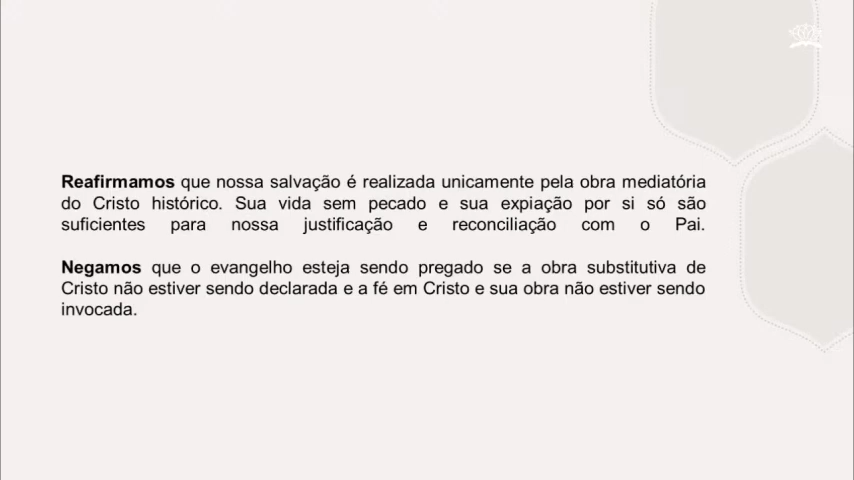 Reafirmamos que nossa salvação é realizada unicamente pela obra mediatória
do Cristo histórico. Sua vida sem pecado e sua expiação por si só são
suficientes para nossa justificação e reconciliação com o Pai.
Negamos que o evangelho esteja sendo pregado se a obra substitutiva de
Cristo não estiver sendo declarada e a fé em Cristo e sua obra não estiver sendo
invocada.